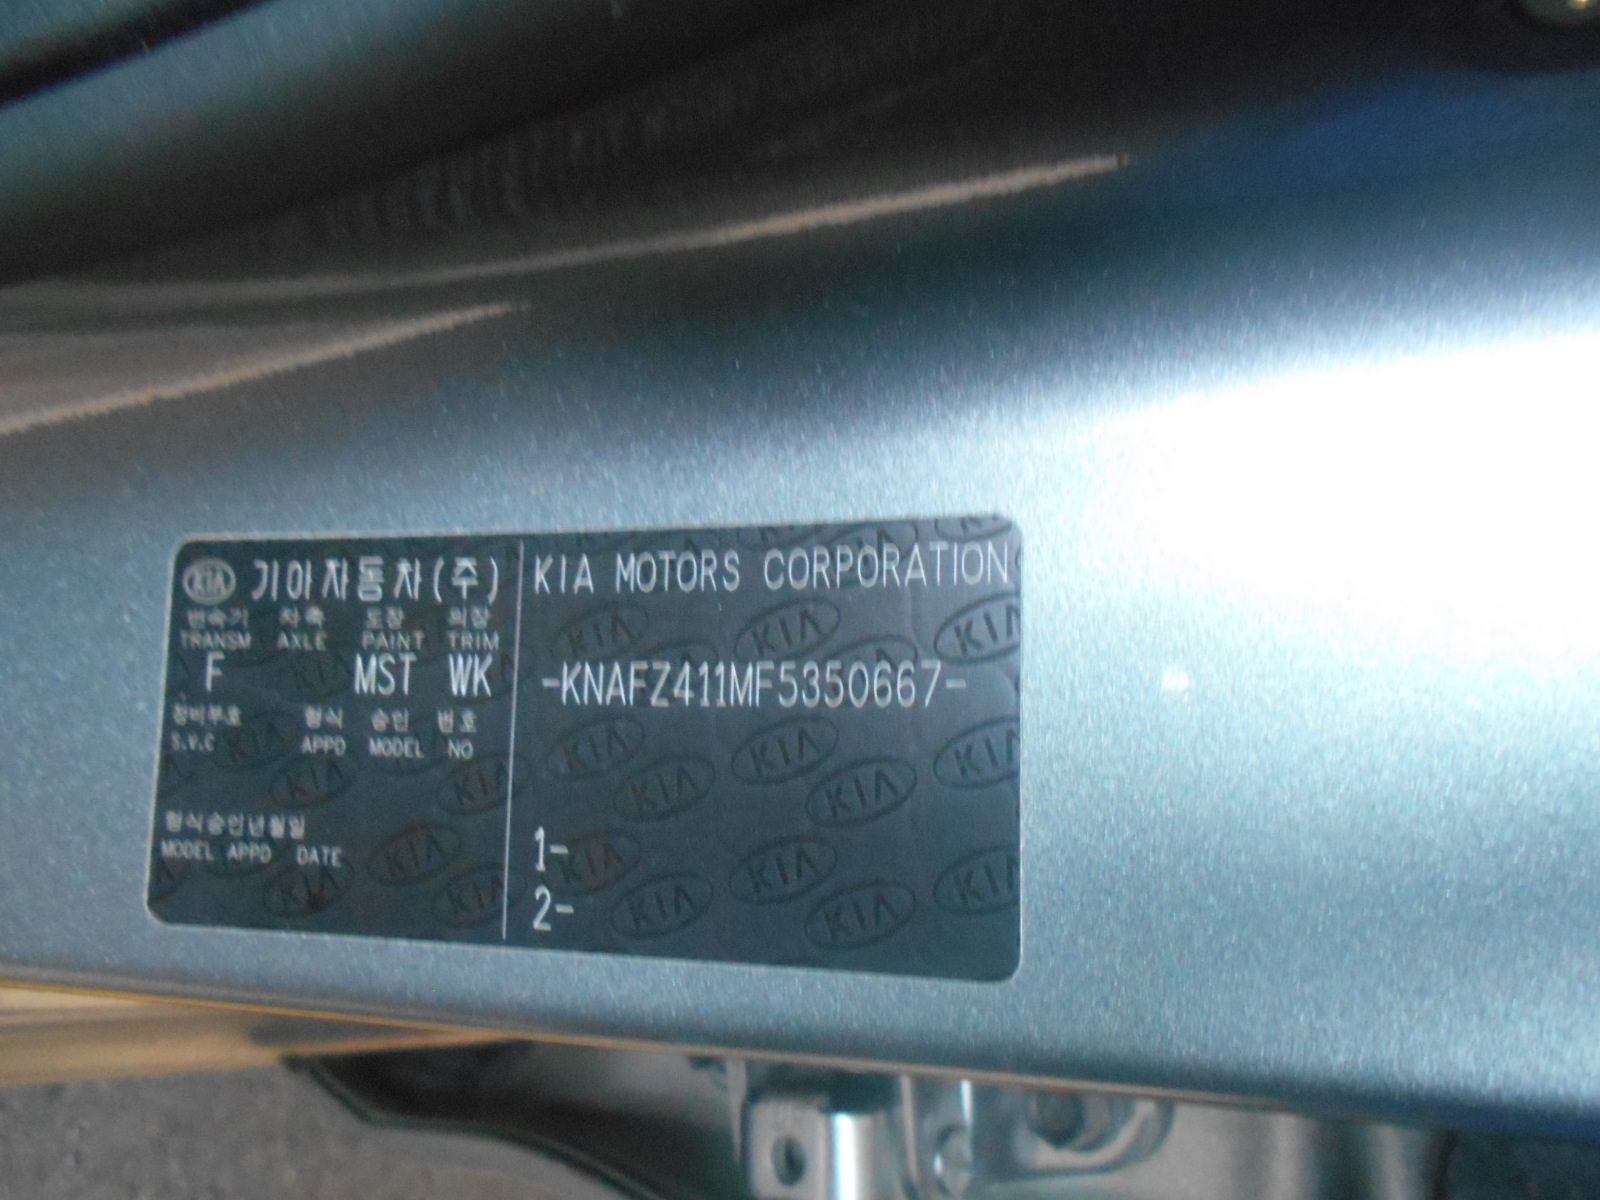 KIA 기아자동차(주)
변속기 차축 도장 의장
TRANSM AXLE PAINT TRIM
F MST WK
정비부호 형식 승인 번호
S.V.C APPD MODEL NO
형식승인년월일
MODEL APPD DATE
KIA MOTORS CORPORATION
-KNAFZ411MF5350667-
1-
2-